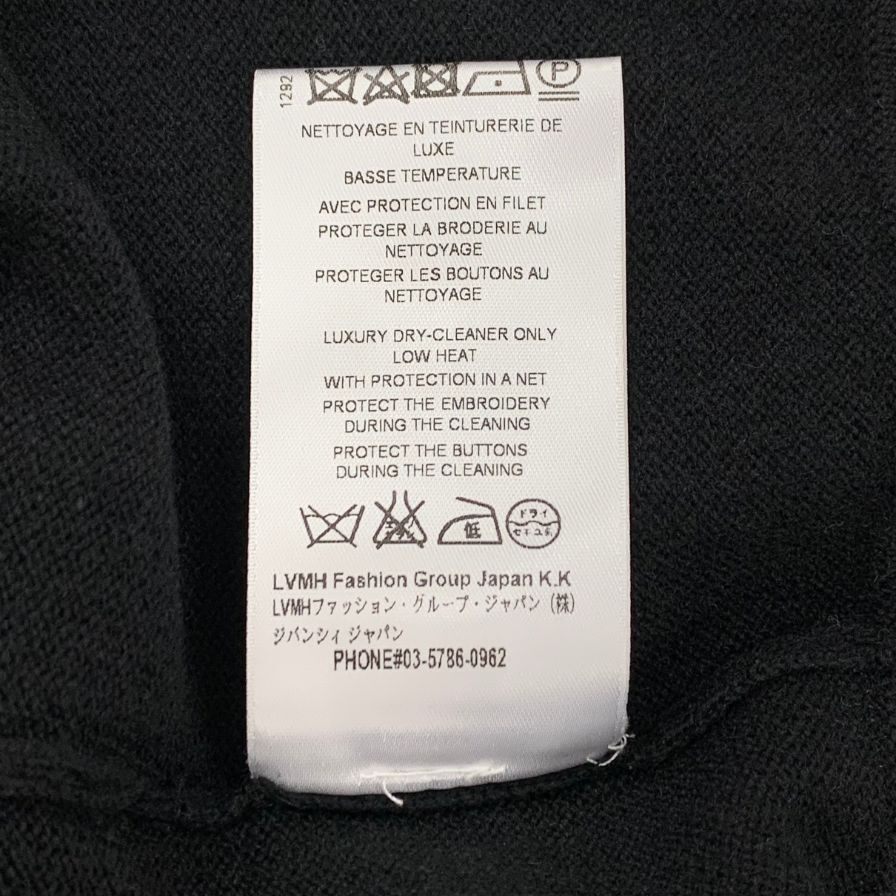 1292
P
NETTOYAGE EN TEINTURERIE DE
LUXE
BASSE TEMPERATURE
AVEC PROTECTION EN FILET
PROTEGER LA BRODERIE AU
NETTOYAGE
PROTEGER LES BOUTONS AU
NETTOYAGE
LUXURY DRY-CLEANER ONLY
LOW HEAT
WITH PROTECTION IN A NET
PROTECT THE EMBROIDERY
DURING THE CLEANING
PROTECT THE BUTTONS
DURING THE CLEANING
低 ドライ
セキユ系
LVMH Fashion Group Japan K.K
LVMHファッション・グループ・ジャパン（株）
ジバンシィ ジャパン
PHONE#03-5786-0962